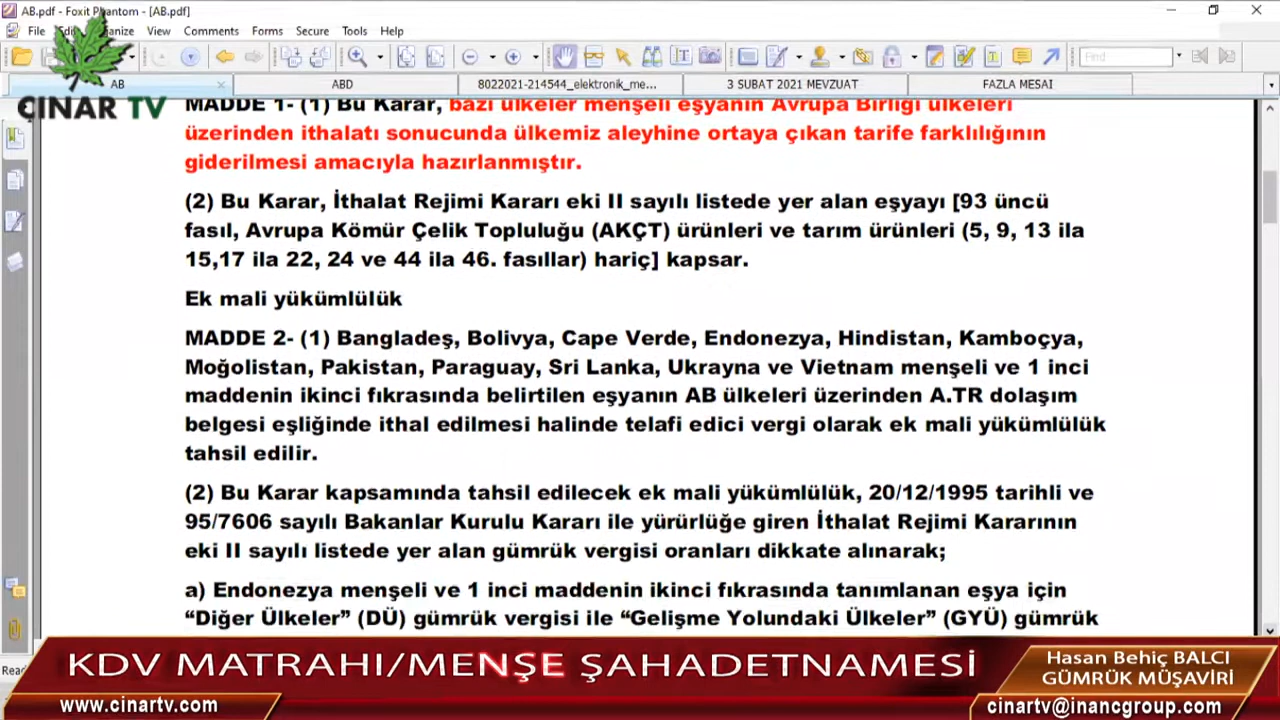 AB.pdf - Foxit Phantom - [AB.pdf]
File Edit Organize View Comments Forms Secure Tools Help
Find
AB ABD 8022021-214544_elektronik_me... 3 SUBAT 2021 MEVZUAT FAZLA MESAI
ÇINAR TV
MADDE 1- (1) Bu Karar, bazı ülkeler menşeli eşyanın Avrupa Birliği ülkeleri
üzerinden ithalatı sonucunda ülkemiz aleyhine ortaya çıkan tarife farklılığının
giderilmesi amacıyla hazırlanmıştır.
(2) Bu Karar, İthalat Rejimi Kararı eki II sayılı listede yer alan eşyayı [93 üncü
fasıl, Avrupa Kömür Çelik Topluluğu (AKÇT) ürünleri ve tarım ürünleri (5, 9, 13 ila
15,17 ila 22, 24 ve 44 ila 46. fasıllar) hariç] kapsar.
Ek mali yükümlülük
MADDE 2- (1) Bangladeş, Bolivya, Cape Verde, Endonezya, Hindistan, Kamboçya,
Moğolistan, Pakistan, Paraguay, Sri Lanka, Ukrayna ve Vietnam menşeli ve 1 inci
maddenin ikinci fıkrasında belirtilen eşyanın AB ülkeleri üzerinden A.TR dolaşım
belgesi eşliğinde ithal edilmesi halinde telafi edici vergi olarak ek mali yükümlülük
tahsil edilir.
(2) Bu Karar kapsamında tahsil edilecek ek mali yükümlülük, 20/12/1995 tarihli ve
95/7606 sayılı Bakanlar Kurulu Kararı ile yürürlüğe giren İthalat Rejimi Kararının
eki II sayılı listede yer alan gümrük vergisi oranları dikkate alınarak;
a) Endonezya menşeli ve 1 inci maddenin ikinci fıkrasında tanımlanan eşya için
“Diğer Ülkeler” (DÜ) gümrük vergisi ile “Gelişme Yolundaki Ülkeler” (GYÜ) gümrük
Rea
KDV MATRAHI/MENŞE ŞAHADETNAMESİ
Hasan Behiç BALCI
GÜMRÜK MÜŞAVİRİ
www.cinartv.com
cinartv@inancgroup.com